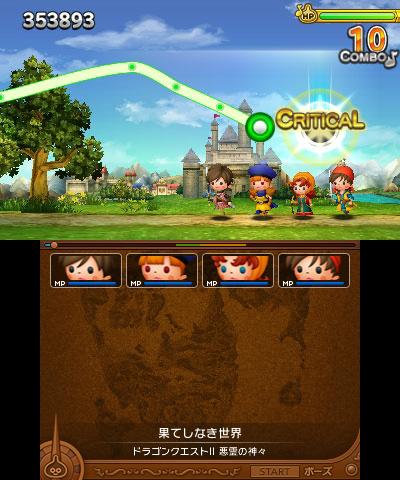 353893
HP
10
COMBO
CRITICAL
MP
MP
MP
MP
果てしなき世界
ドラゴンクエストII 悪霊の神々
START ポーズ